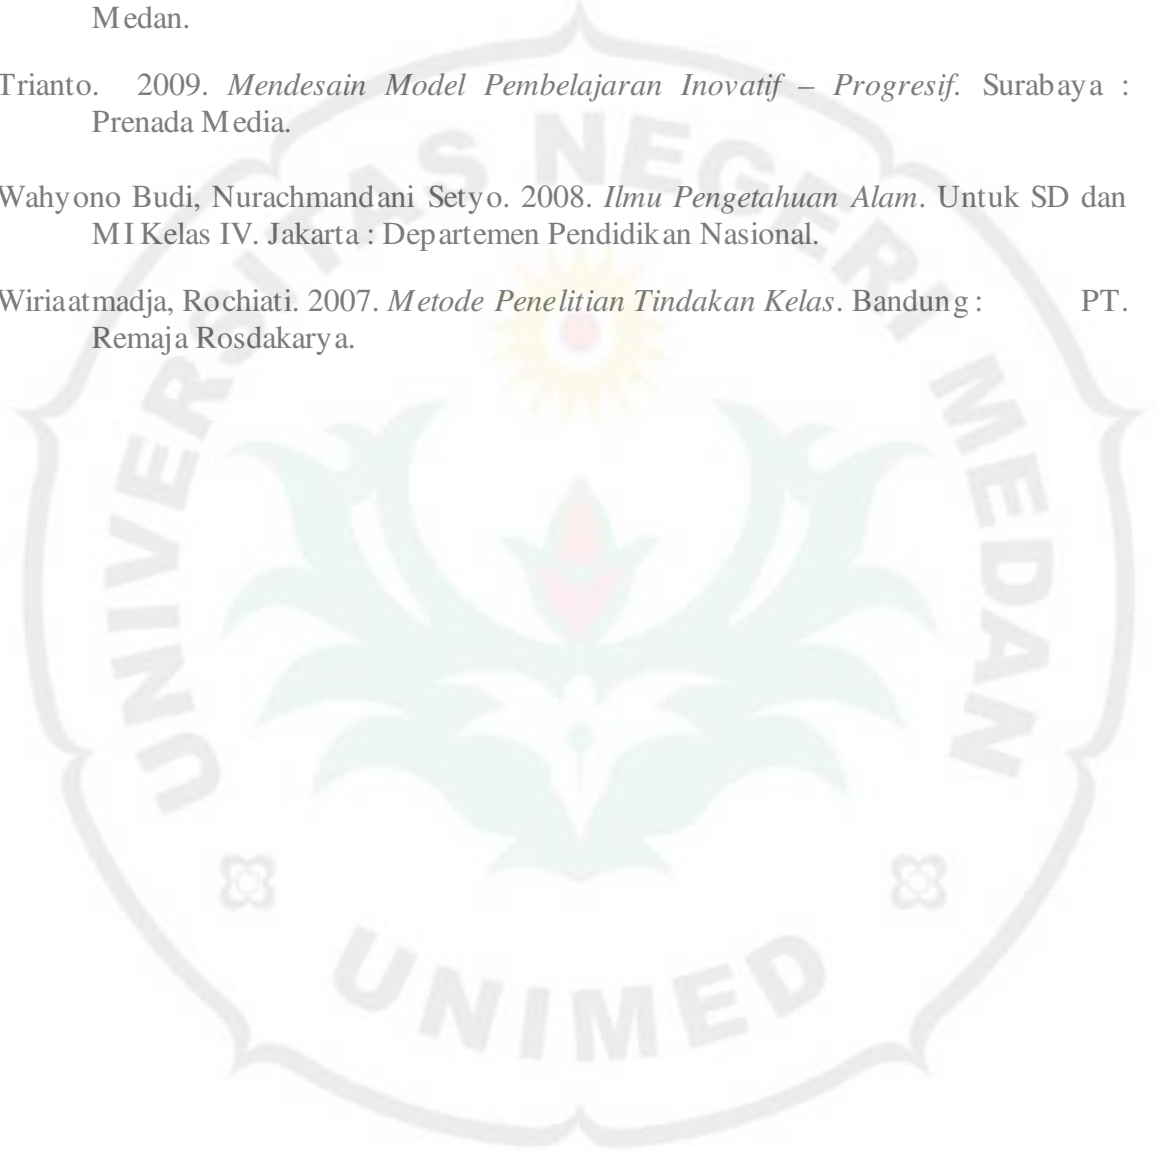 Medan.
Trianto. 2009. Mendesain Model Pembelajaran Inovatif – Progresif. Surabaya :
Prenada Media.
Wahyono Budi, Nurachmandani Setyo. 2008. Ilmu Pengetahuan Alam. Untuk SD dan
MI Kelas IV. Jakarta : Departemen Pendidikan Nasional.
Wiriaatmadja, Rochiati. 2007. Metode Penelitian Tindakan Kelas. Bandung : PT.
Remaja Rosdakarya.
UNIVERSITAS NEGERI MEDAN
UNIMED